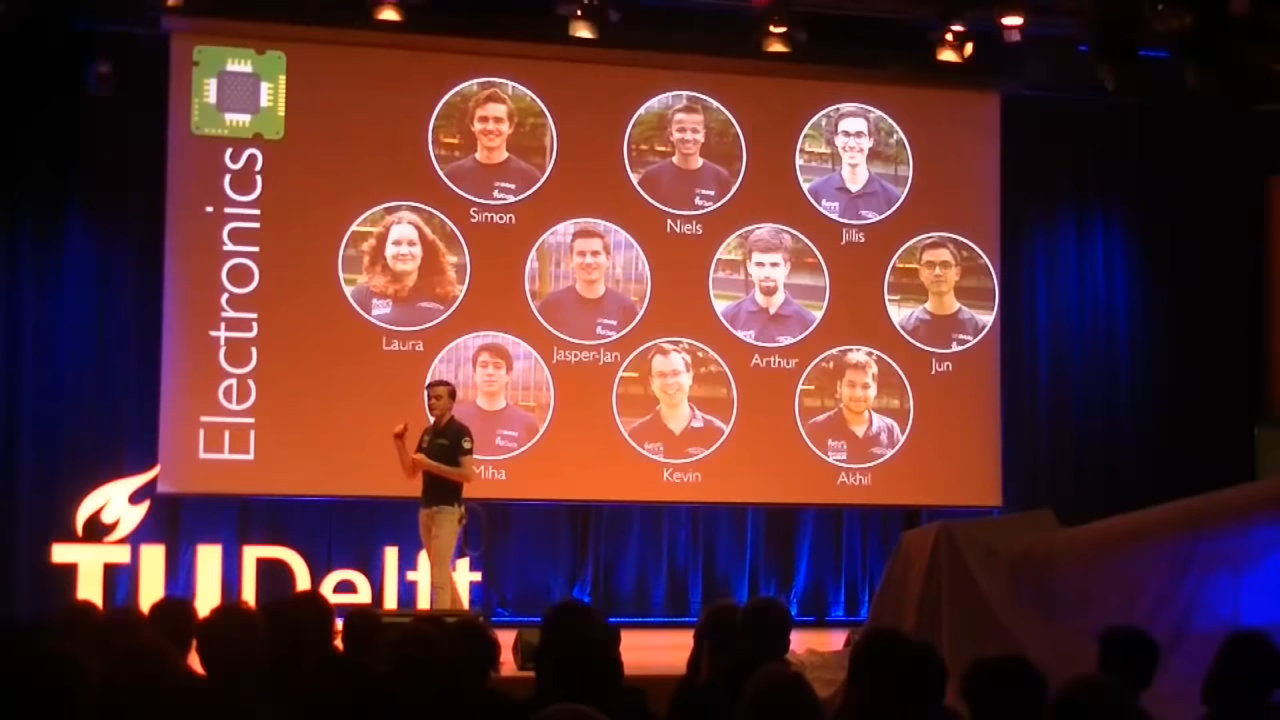 Electronics
Simon
Niels
Jillis
Laura
Jasper-Jan
Arthur
Jun
Miha
Kevin
Akhil
TUDelft